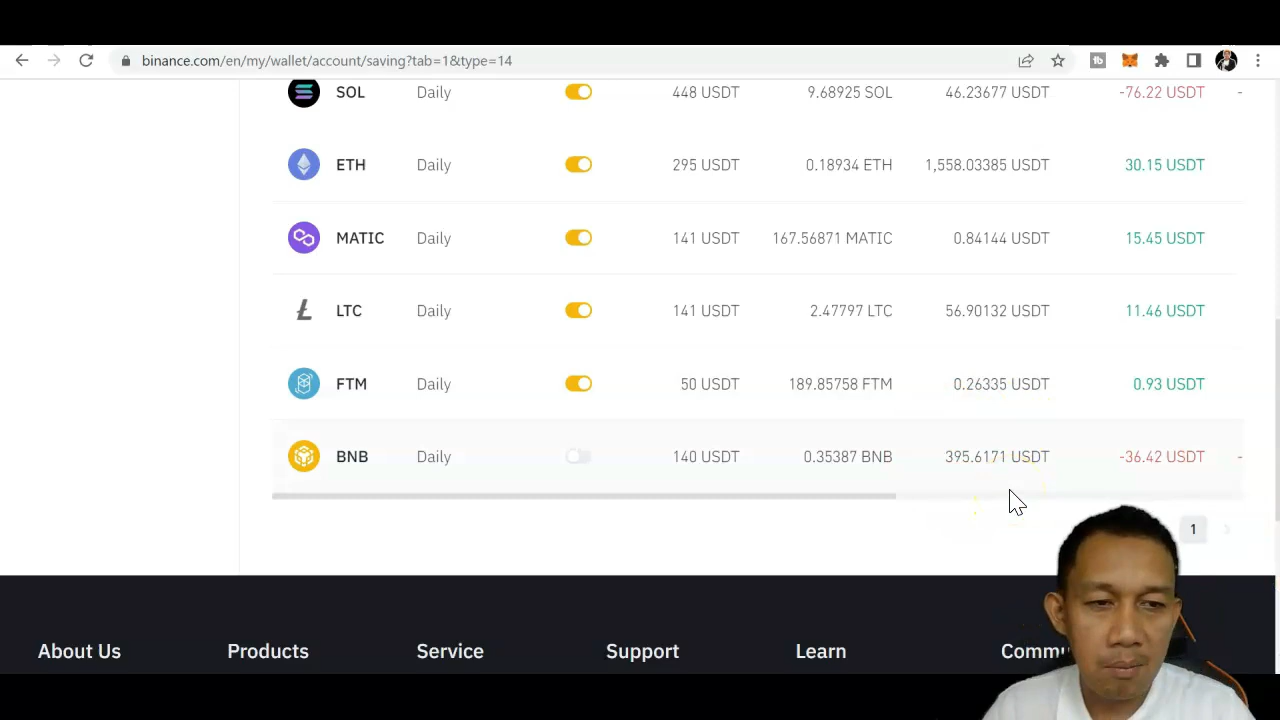 binance.com/en/my/wallet/account/saving?tab=1&type=14
SOL Daily 448 USDT 9.68925 SOL 46.23677 USDT -76.22 USDT -
ETH Daily 295 USDT 0.18934 ETH 1,558.03385 USDT 30.15 USDT
MATIC Daily 141 USDT 167.56871 MATIC 0.84144 USDT 15.45 USDT
LTC Daily 141 USDT 2.47797 LTC 56.90132 USDT 11.46 USDT
FTM Daily 50 USDT 189.85758 FTM 0.26335 USDT 0.93 USDT
BNB Daily 140 USDT 0.35387 BNB 395.6171 USDT -36.42 USDT -
1
About Us Products Service Support Learn Commu